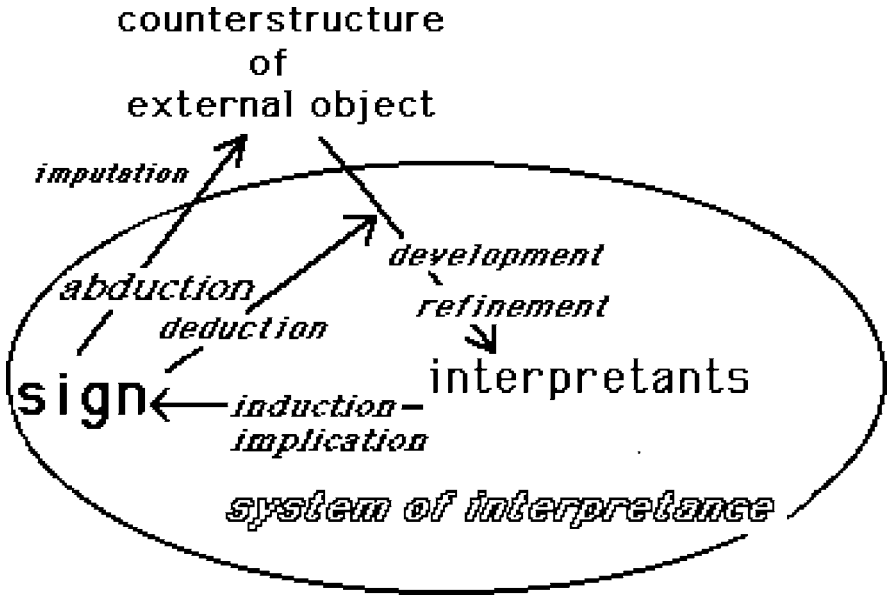 counterstructure
of
external object
imputation
development
abduction
refinement
deduction
interpretants
sign
induction–
implication
system of interpretance